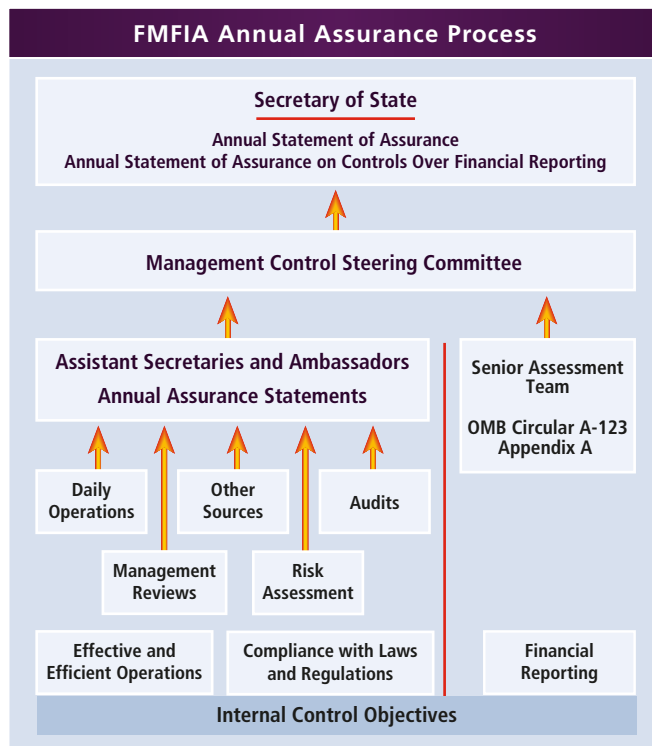 FMFIA Annual Assurance Process
Secretary of State
Annual Statement of Assurance
Annual Statement of Assurance on Controls Over Financial Reporting
Management Control Steering Committee
Assistant Secretaries and Ambassadors
Annual Assurance Statements
Senior Assessment
Team
OMB Circular A-123
Appendix A
Daily
Operations
Other
Sources
Audits
Management
Reviews
Risk
Assessment
Effective and
Efficient Operations
Compliance with Laws
and Regulations
Financial
Reporting
Internal Control Objectives